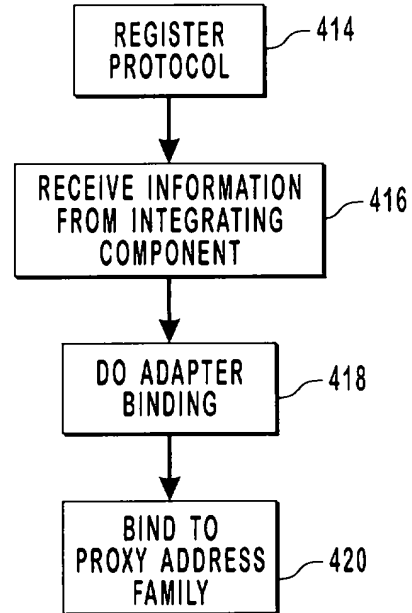 REGISTER
PROTOCOL
414
RECEIVE INFORMATION
FROM INTEGRATING
COMPONENT
416
DO ADAPTER
BINDING
418
BIND TO
PROXY ADDRESS
FAMILY
420